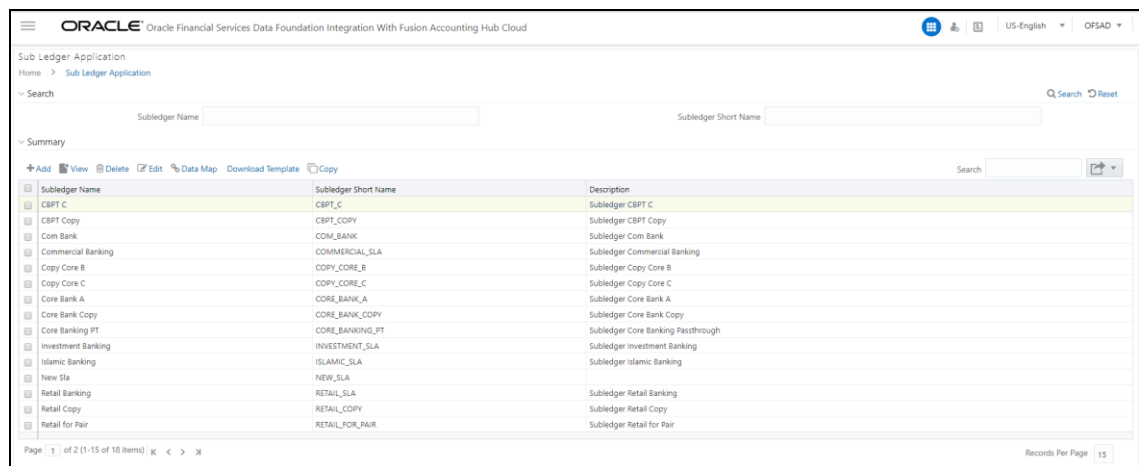 ORACLE® Oracle Financial Services Data Foundation Integration With Fusion Accounting Hub Cloud US-English OFSAD
Sub Ledger Application
Home > Sub Ledger Application
Search Search Reset
Subledger Name Subledger Short Name
Summary
Add View Delete Edit Data Map Download Template Copy Search
Subledger Name Subledger Short Name Description
CBPT C CBPT_C Subledger CBPT C
CBPT Copy CBPT_COPY Subledger CBPT Copy
Com Bank COM_BANK Subledger Com Bank
Commercial Banking COMMERCIAL_SLA Subledger Commercial Banking
Copy Core B COPY_CORE_B Subledger Copy Core B
Copy Core C COPY_CORE_C Subledger Copy Core C
Core Bank A CORE_BANK_A Subledger Core Bank A
Core Bank Copy CORE_BANK_COPY Subledger Core Bank Copy
Core Banking PT CORE_BANKING_PT Subledger Core Banking Passthrough
Investment Banking INVESTMENT_SLA Subledger Investment Banking
Islamic Banking ISLAMIC_SLA Subledger Islamic Banking
New Sla NEW_SLA
Retail Banking RETAIL_SLA Subledger Retail Banking
Retail Copy RETAIL_COPY Subledger Retail Copy
Retail for Pair RETAIL_FOR_PAIR Subledger Retail for Pair
Page 1 of 2 (1-15 of 18 items) Records Per Page 15